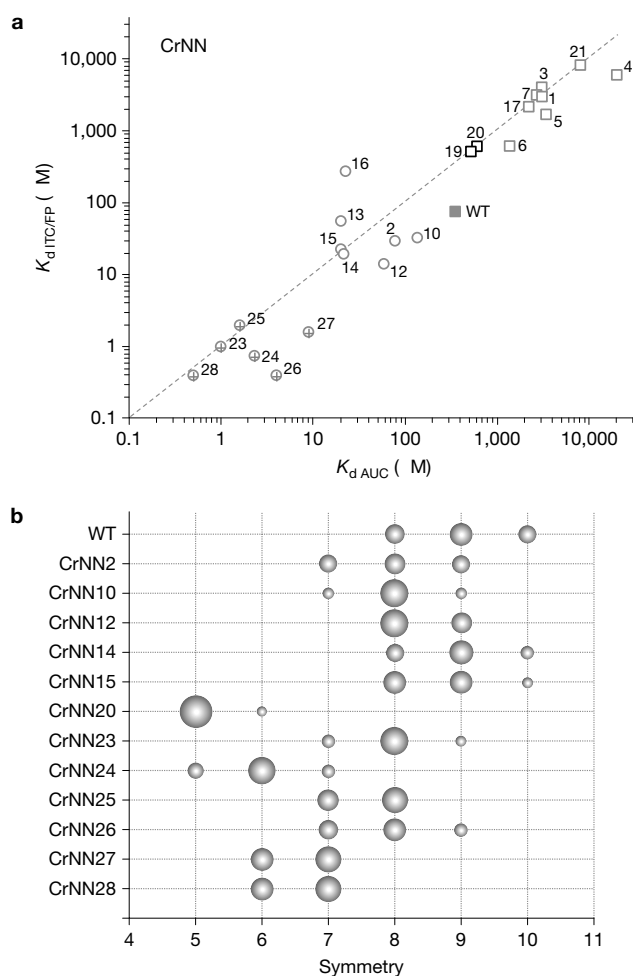 a
CrNN
10,000
1,000
100
10
1
0.1
K d ITC/FP ( M)
21
4
3
7
1
17
5
20
19
6
16
WT
13
2
10
15
14
12
25
27
23
24
28
26
0.1
1
10
100
1,000
10,000
K d AUC ( M)
b
WT
CrNN2
CrNN10
CrNN12
CrNN14
CrNN15
CrNN20
CrNN23
CrNN24
CrNN25
CrNN26
CrNN27
CrNN28
4
5
6
7
8
9
10
11
Symmetry